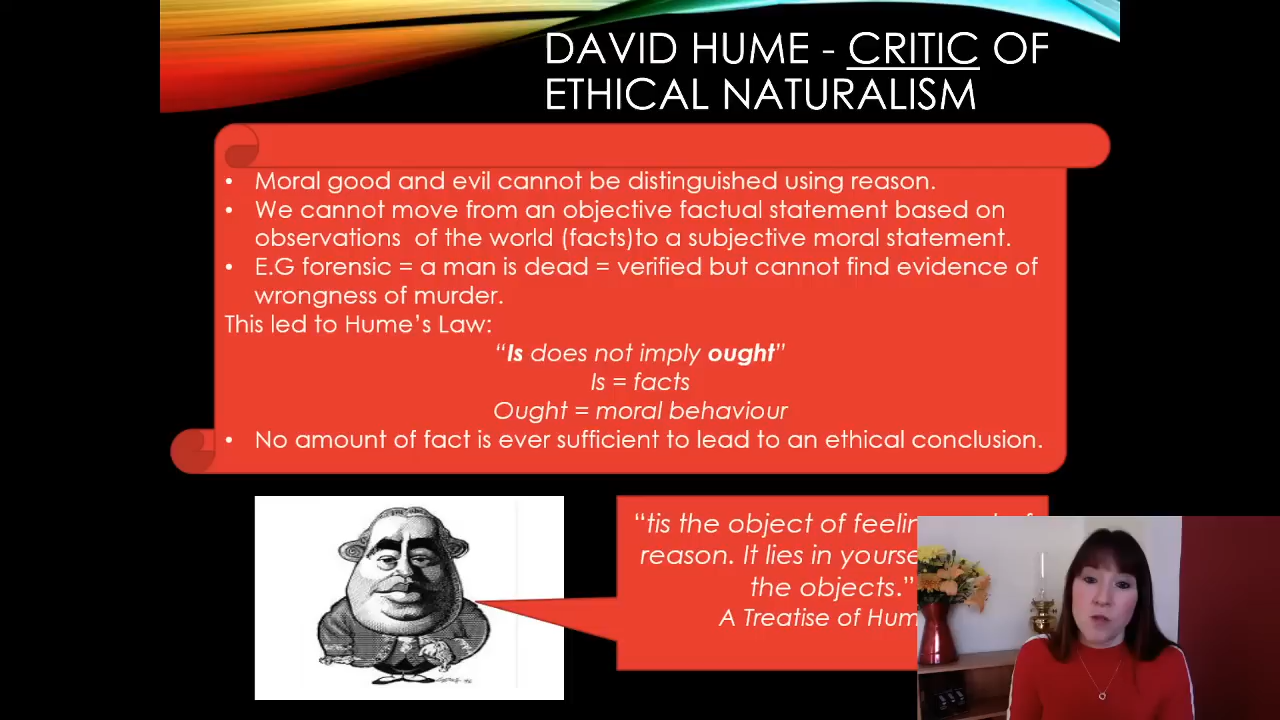 DAVID HUME - CRITIC OF
ETHICAL NATURALISM
• Moral good and evil cannot be distinguished using reason.
• We cannot move from an objective factual statement based on
observations of the world (facts)to a subjective moral statement.
• E.G forensic = a man is dead = verified but cannot find evidence of
wrongness of murder.
This led to Hume's Law:
"Is does not imply ought"
Is = facts
Ought = moral behaviour
• No amount of fact is ever sufficient to lead to an ethical conclusion.
"tis the object of
reason. It lies in
the objects."
A Treatise of